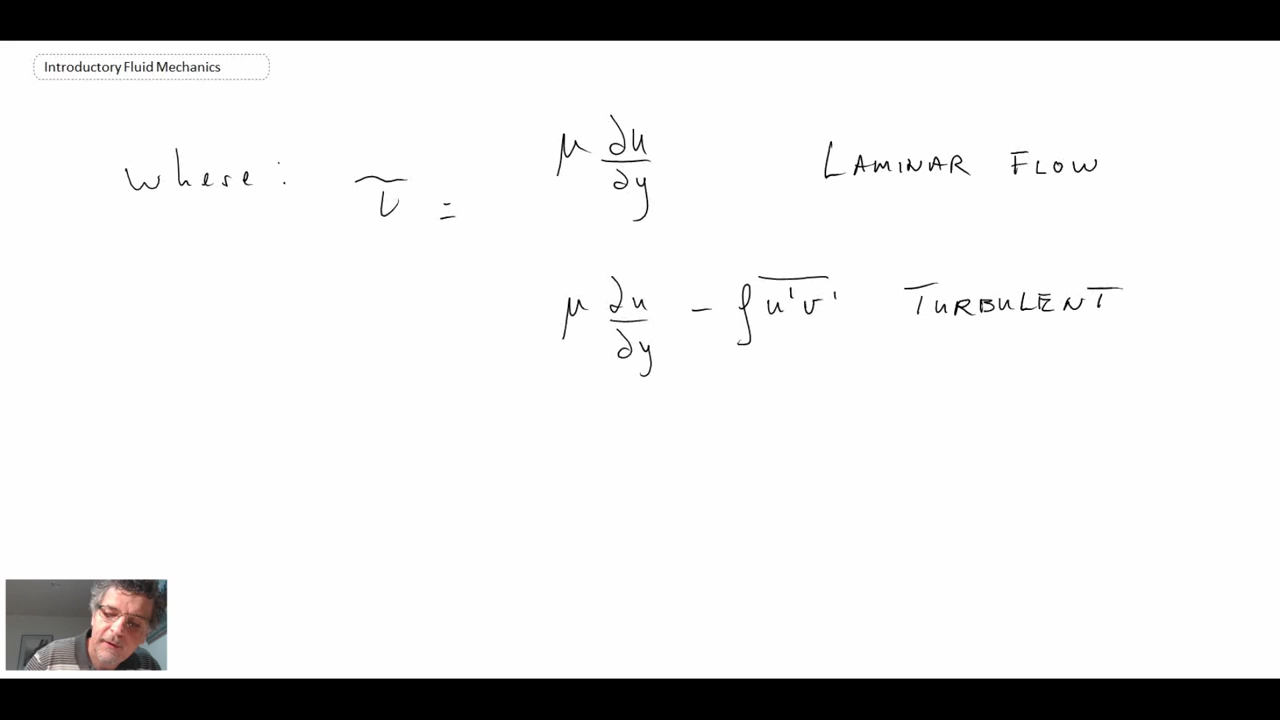 Introductory Fluid Mechanics
where: τ = μ ∂u/∂y LAMINAR FLOW
μ ∂u/∂y - ρ u'v' TURBULENT